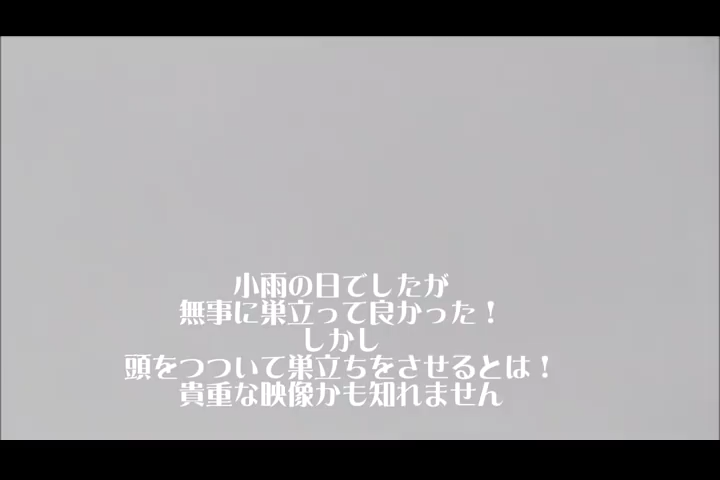 小雨の日でしたが
無事に巣立って良かった！
しかし
頭をつついて巣立ちをさせるとは！
貴重な映像かも知れません